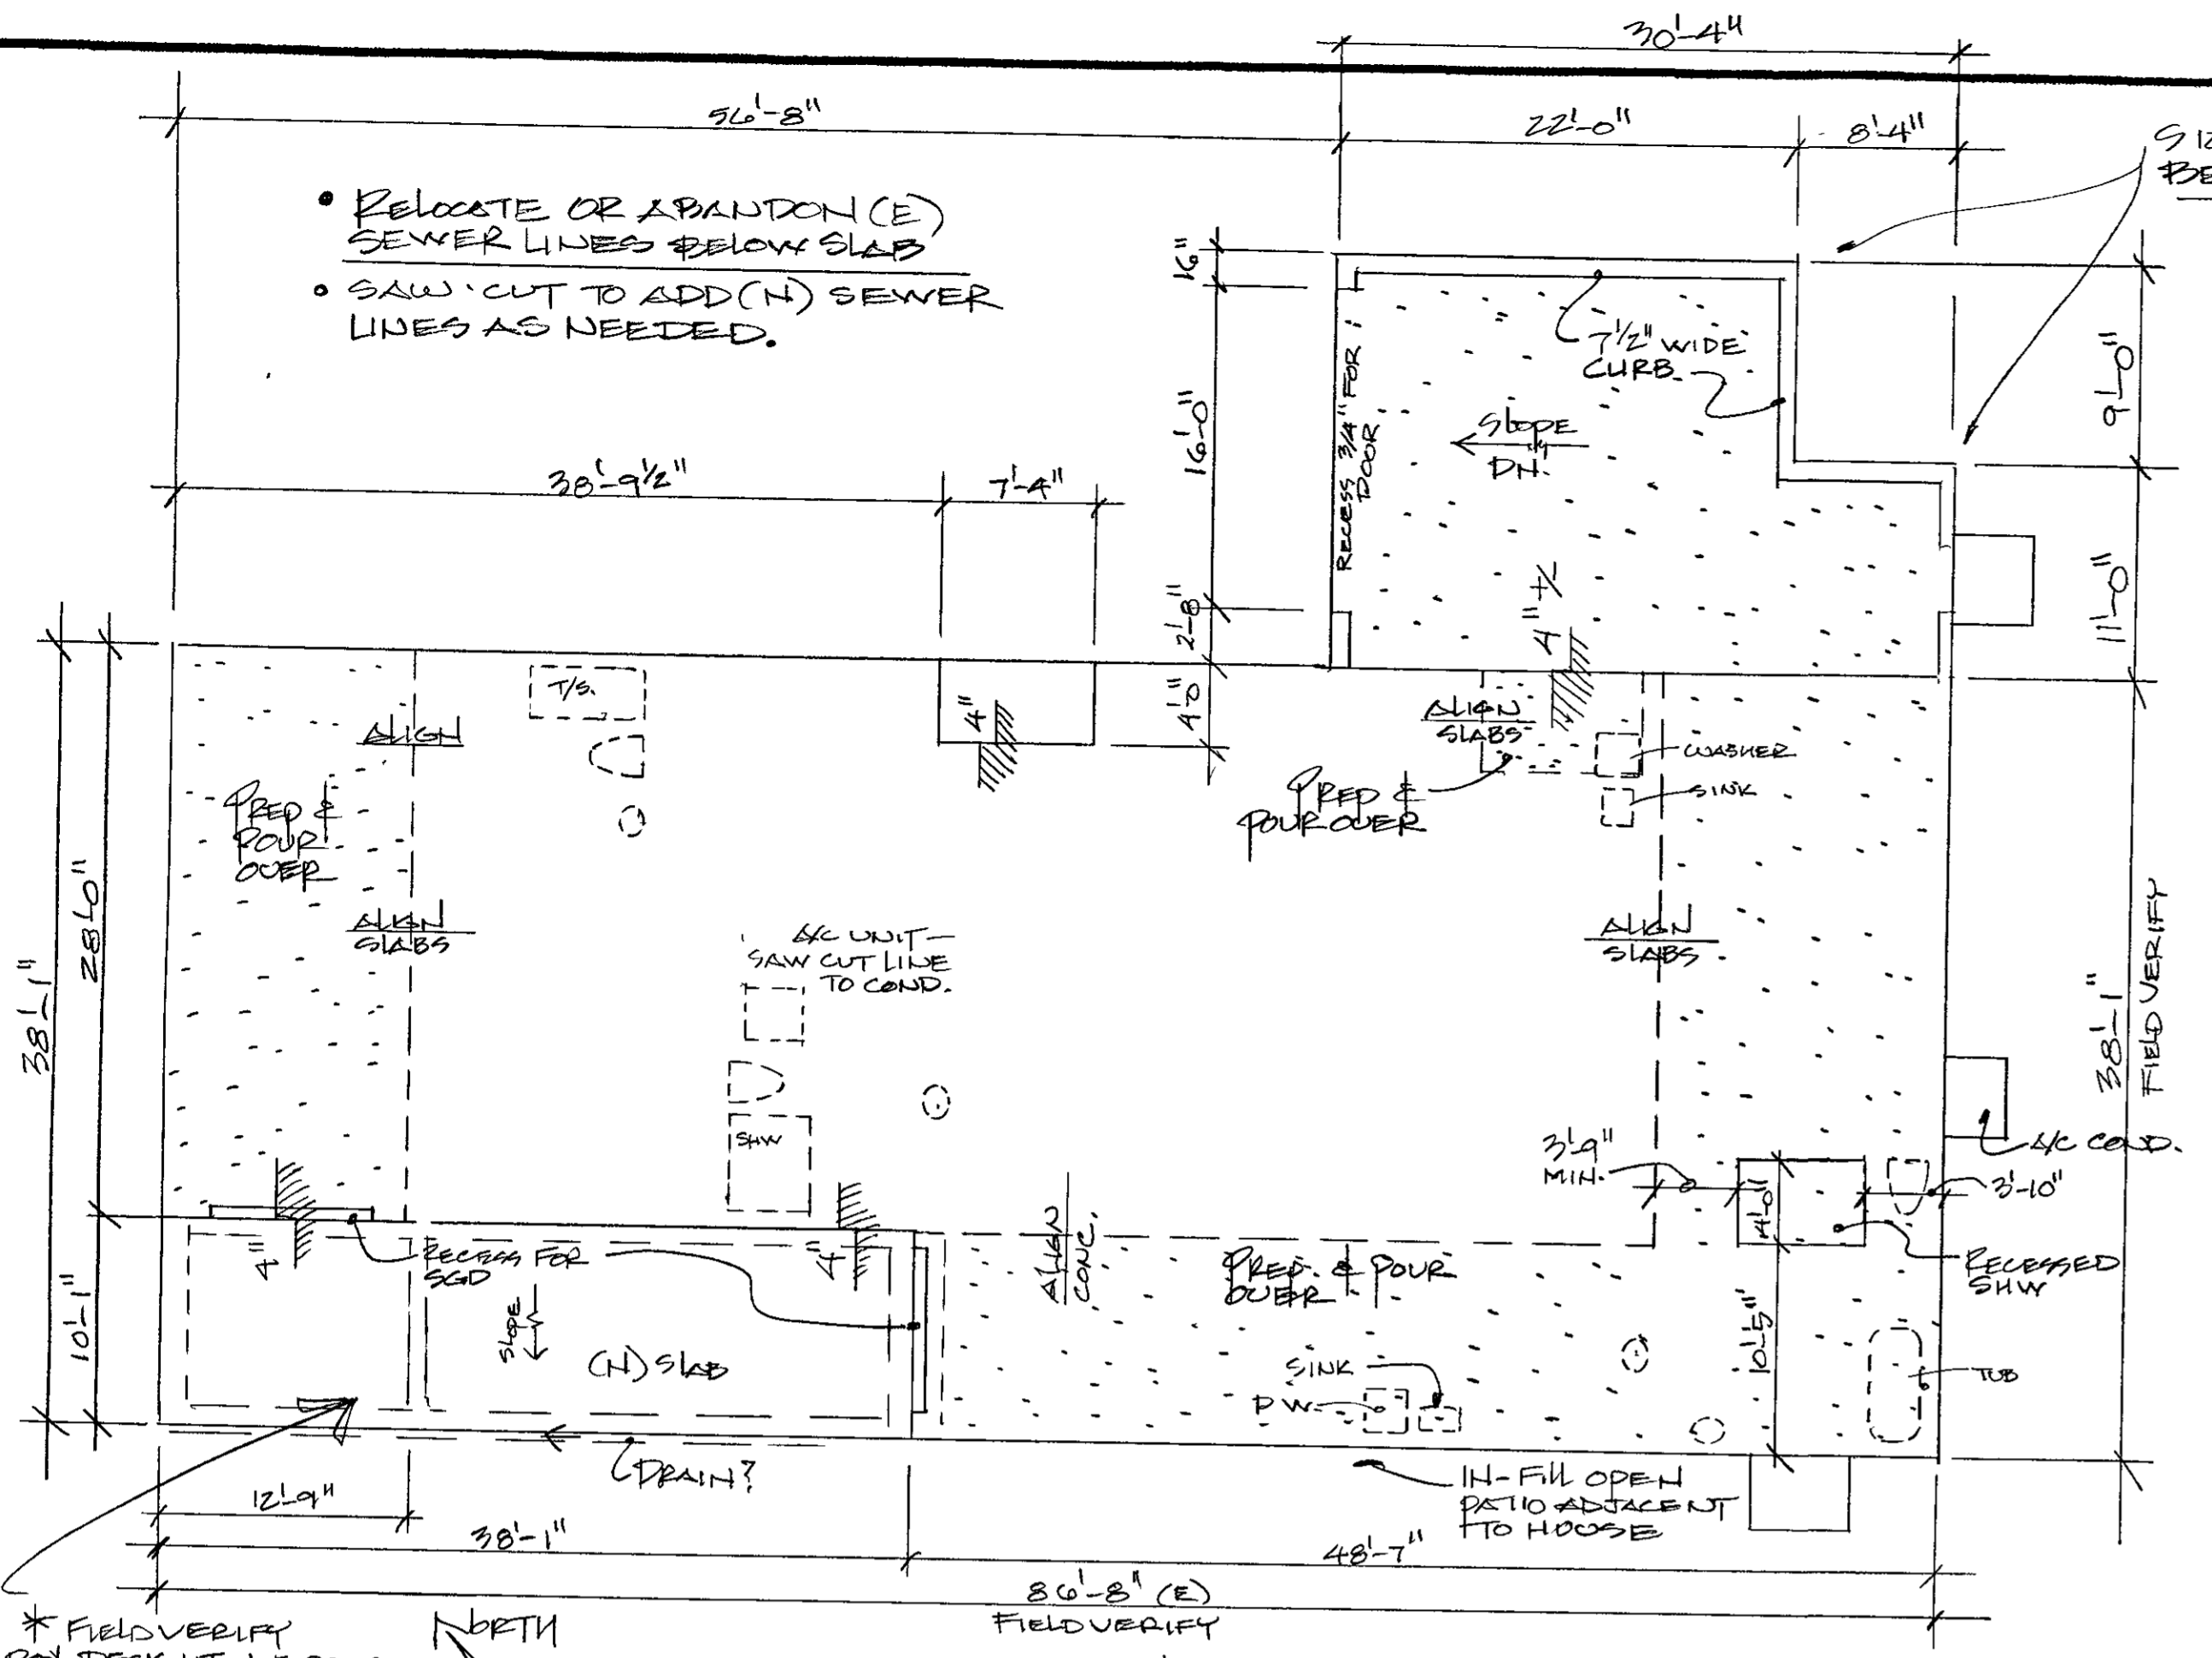 30'-4"
56'-8"
22'-0"
8'-4"
• RELOCATE OR ABANDON (E)
SEWER LINES BELOW SLAB
• SAW·CUT TO ADD (N) SEWER
LINES AS NEEDED.
16"
7 1/2" WIDE
CURB.
RECESS 3/4" FOR
DOOR
16'-0"
SLOPE
DN.
9'-0"
38'-9 1/2"
7'-4"
2'-8"
4" +/-
11'-0"
T/S.
ALIGN
4"
4'-0"
ALIGN
SLABS
WASHER
SINK
PREP &
POUR OVER
PREP &
POUR
OVER
28'-0"
38'-1"
ALIGN
SLABS
A/C UNIT —
SAW CUT LINE
TO COND.
ALIGN
SLABS.
38'-1"
FIELD VERIFY
SHW
3'-9"
MIN.
4'-0"
A/C COND.
3'-10"
RECESSED
SHW
4"
RECESS FOR
SGD
4"
ALIGN
CONC.
PREP. & POUR
OVER
10'-1"
SLOPE
(N) SLAB
SINK
DW.
10'-5"
TUB
DRAIN?
IN-FILL OPEN
PATIO ADJACENT
TO HOUSE
12'-9"
38'-1"
48'-7"
86'-8" (E)
FIELD VERIFY
* FIELD VERIFY
NORTH